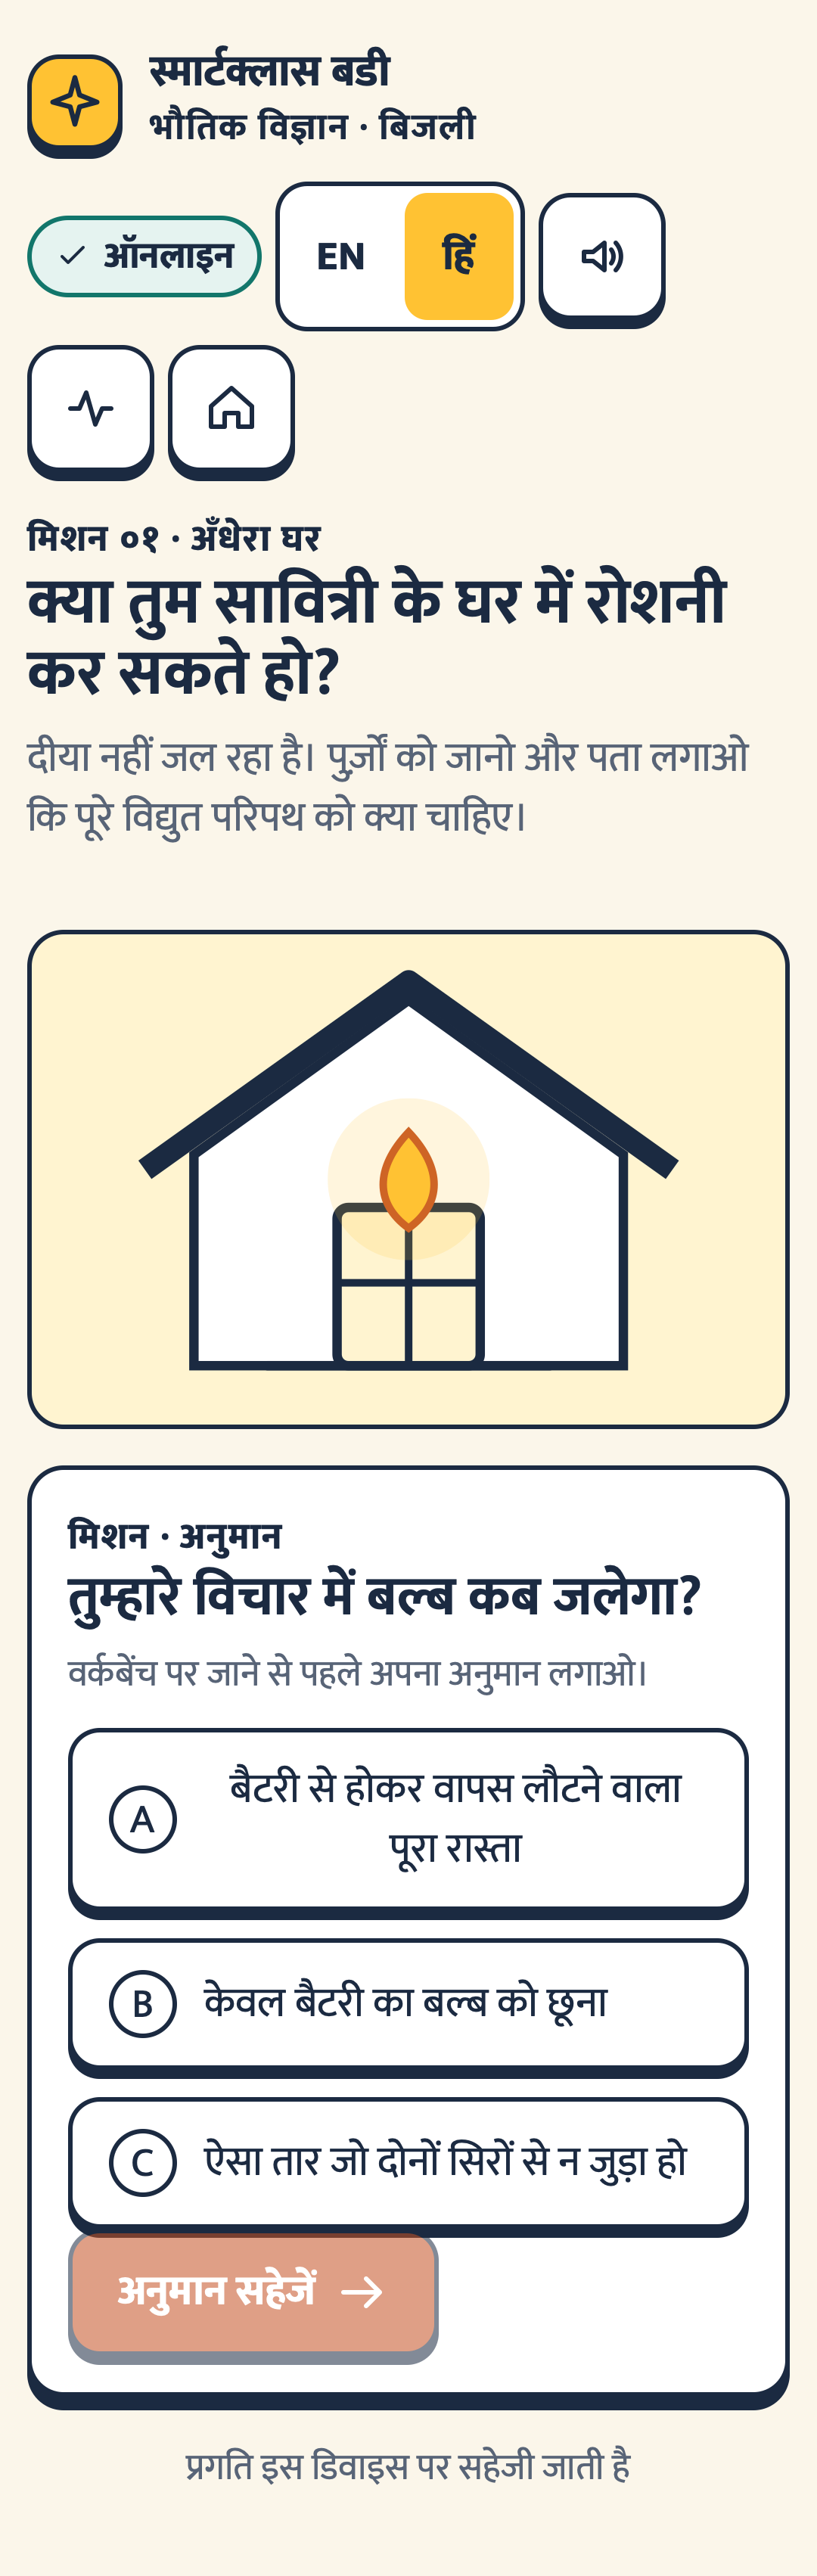 स्मार्टक्लास बडी
भौतिक विज्ञान · बिजली
ऑनलाइन
EN
हिं
मिशन ०१ · अँधेरा घर
क्या तुम सावित्री के घर में रोशनी
कर सकते हो?
दीया नहीं जल रहा है। पुर्ज़ों को जानो और पता लगाओ
कि पूरे विद्युत परिपथ को क्या चाहिए।
मिशन · अनुमान
तुम्हारे विचार में बल्ब कब जलेगा?
वर्कबेंच पर जाने से पहले अपना अनुमान लगाओ।
A
बैटरी से होकर वापस लौटने वाला
पूरा रास्ता
B केवल बैटरी का बल्ब को छूना
C ऐसा तार जो दोनों सिरों से न जुड़ा हो
अनुमान सहेजें
प्रगति इस डिवाइस पर सहेजी जाती है